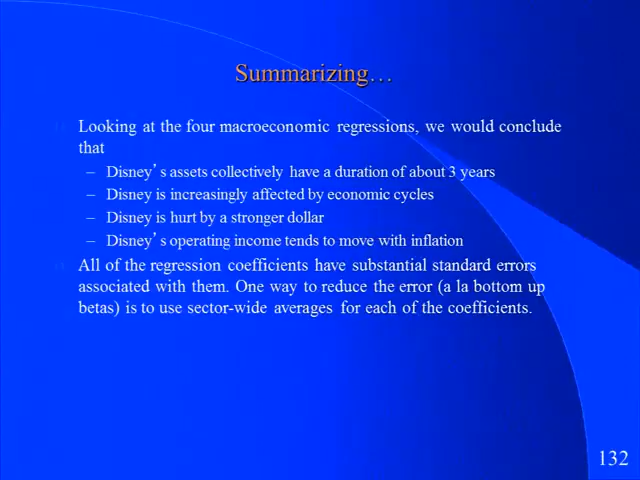 Summarizing…
Looking at the four macroeconomic regressions, we would conclude
that
– Disney’s assets collectively have a duration of about 3 years
– Disney is increasingly affected by economic cycles
– Disney is hurt by a stronger dollar
– Disney’s operating income tends to move with inflation
All of the regression coefficients have substantial standard errors
associated with them. One way to reduce the error (a la bottom up
betas) is to use sector-wide averages for each of the coefficients.
132